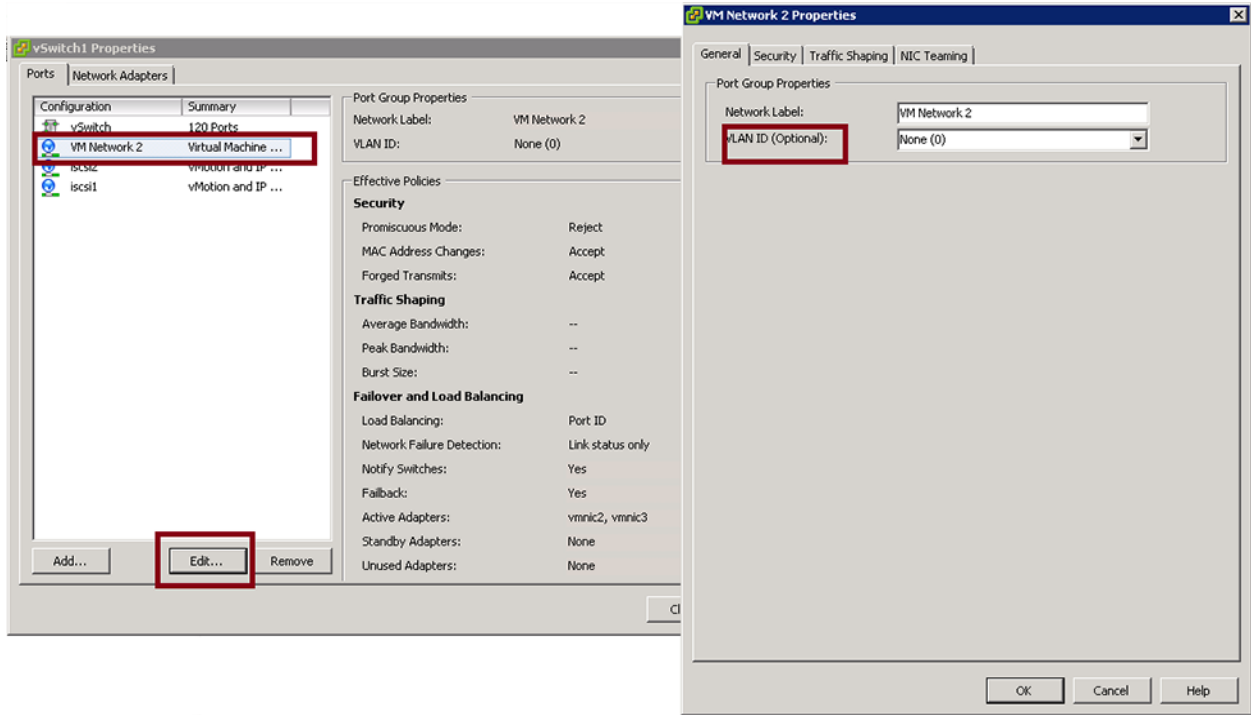 vSwitch1 Properties
Ports Network Adapters
Configuration Summary
vSwitch 120 Ports
VM Network 2 Virtual Machine ...
iscsi2 vMotion and IP ...
iscsi1 vMotion and IP ...
Add... Edit... Remove
Port Group Properties
Network Label: VM Network 2
VLAN ID: None (0)
Effective Policies
Security
Promiscuous Mode: Reject
MAC Address Changes: Accept
Forged Transmits: Accept
Traffic Shaping
Average Bandwidth: --
Peak Bandwidth: --
Burst Size: --
Failover and Load Balancing
Load Balancing: Port ID
Network Failure Detection: Link status only
Notify Switches: Yes
Failback: Yes
Active Adapters: vmnic2, vmnic3
Standby Adapters: None
Unused Adapters: None
Cl
VM Network 2 Properties
General Security Traffic Shaping NIC Teaming
Port Group Properties
Network Label: VM Network 2
VLAN ID (Optional): None (0)
OK Cancel Help